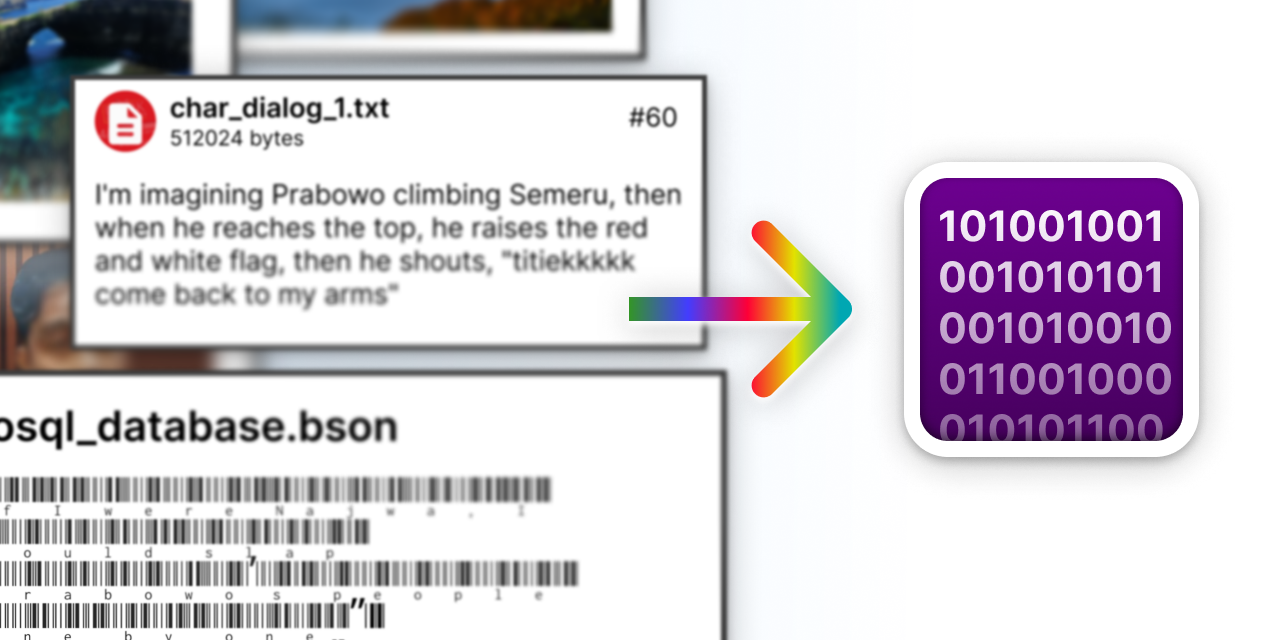 char_dialog_1.txt
#60
512024 bytes
I'm imagining Prabowo climbing Semeru, then
when he reaches the top, he raises the red
and white flag, then he shouts, "titiekkkkk
come back to my arms"
osql_database.bson
f I w e r e N a j w a , I
o u l d s l a p
,
r a b o w o s p e o p l e
"
n e b y o n e
101001001
001010101
001010010
011001000
010101100